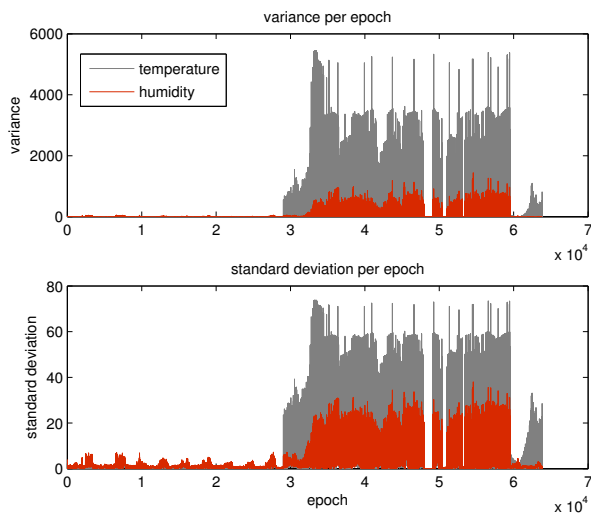 variance per epoch
6000
4000
2000
0
variance
temperature
humidity
0 1 2 3 4 5 6 7
x 10^4
standard deviation per epoch
80
60
40
20
0
standard deviation
0 1 2 3 4 5 6 7
epoch
x 10^4